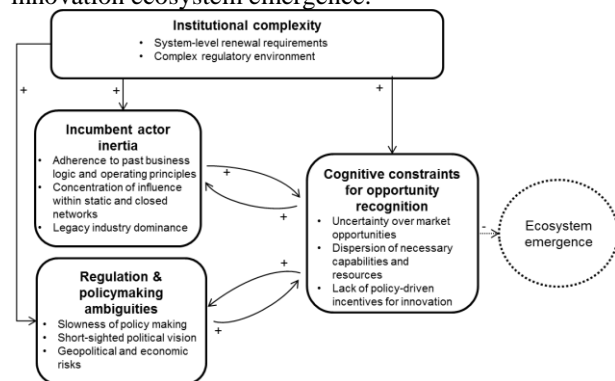 innovation ecosystem emergence.
Institutional complexity
• System-level renewal requirements
• Complex regulatory environment
+
+
+
Incumbent actor
inertia
• Adherence to past business
logic and operating principles
• Concentration of influence
within static and closed
networks
• Legacy industry dominance
+
+
Cognitive constraints
for opportunity
recognition
• Uncertainty over market
opportunities
• Dispersion of necessary
capabilities and
resources
• Lack of policy-driven
incentives for innovation
-
Ecosystem
emergence
Regulation &
policymaking
ambiguities
• Slowness of policy making
• Short-sighted political vision
• Geopolitical and economic
risks
+
+